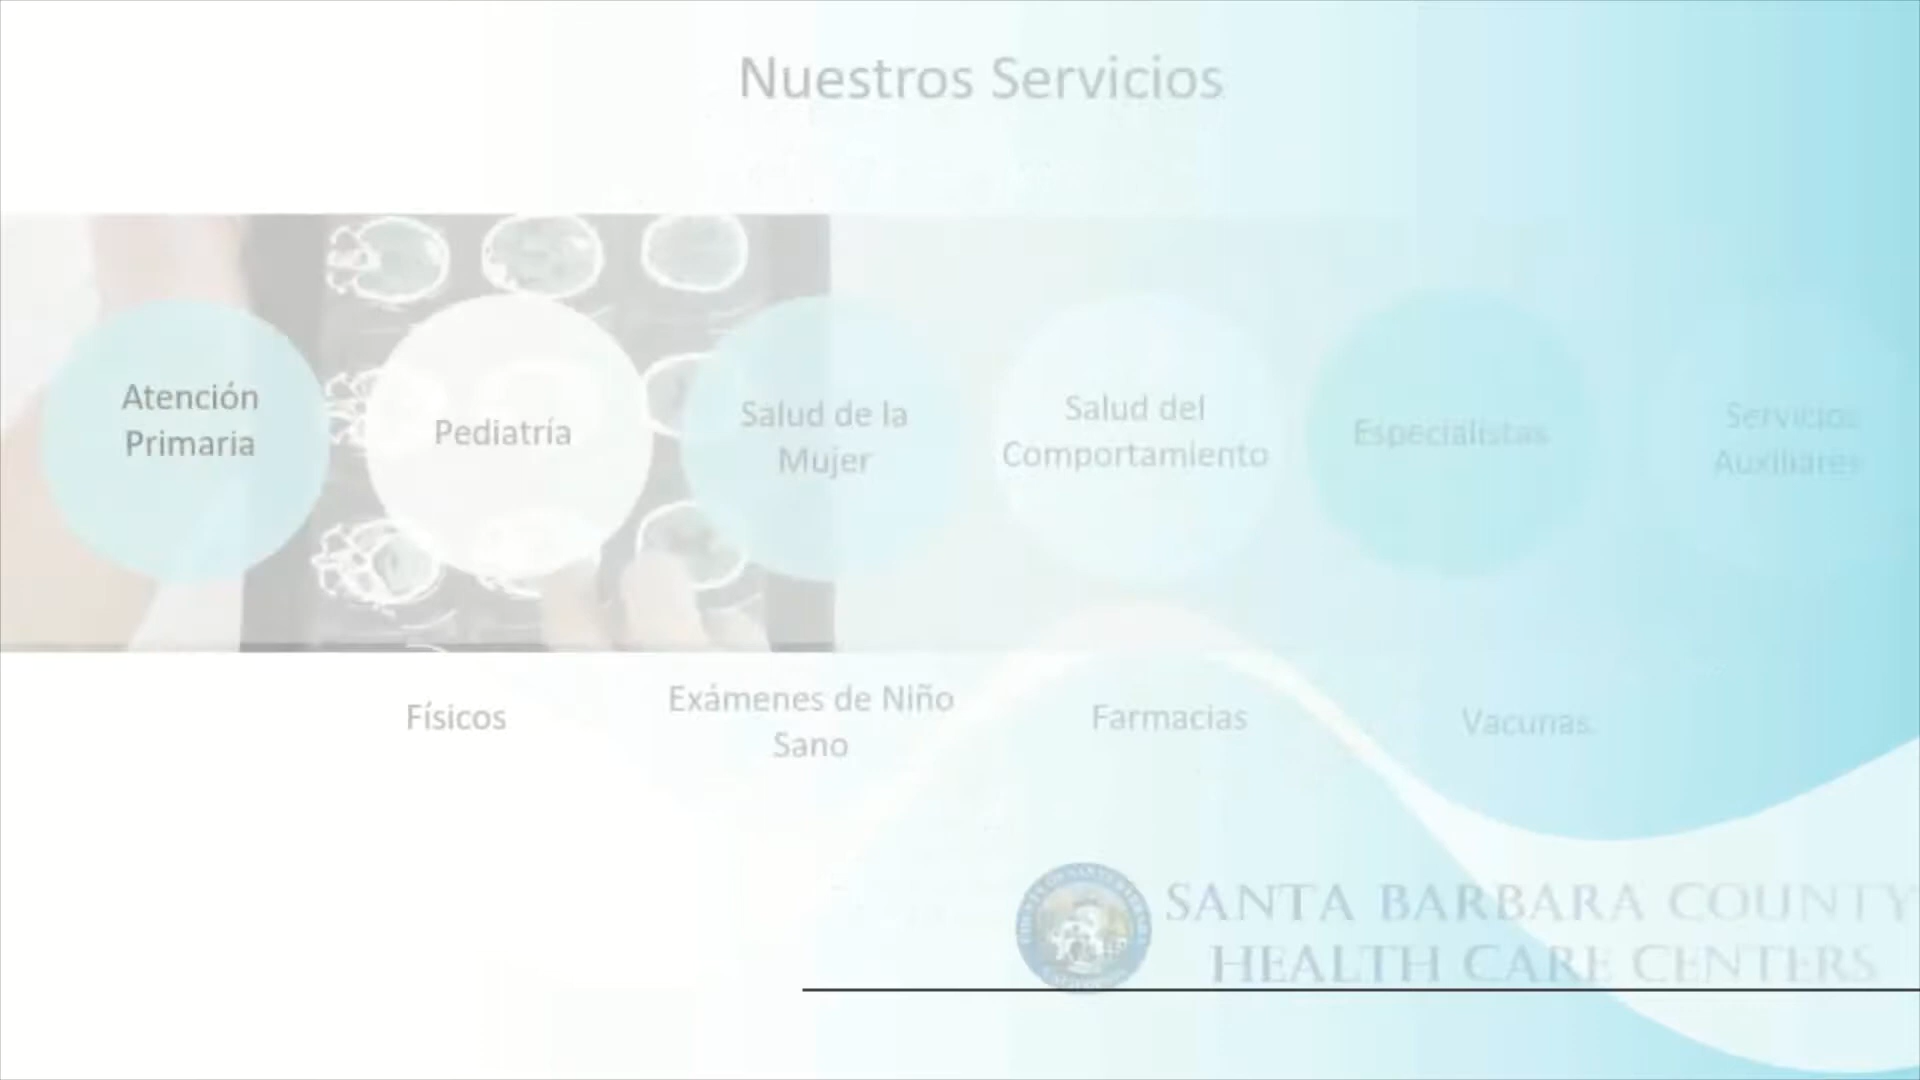 Nuestros Servicios
Atención
Primaria
Pediatría
Salud de la
Mujer
Salud del
Comportamiento
Especialistas
Servicios
Auxiliares
Físicos
Exámenes de Niño
Sano
Farmacias
Vacunas
SANTA BARBARA COUNTY
HEALTH CARE CENTERS